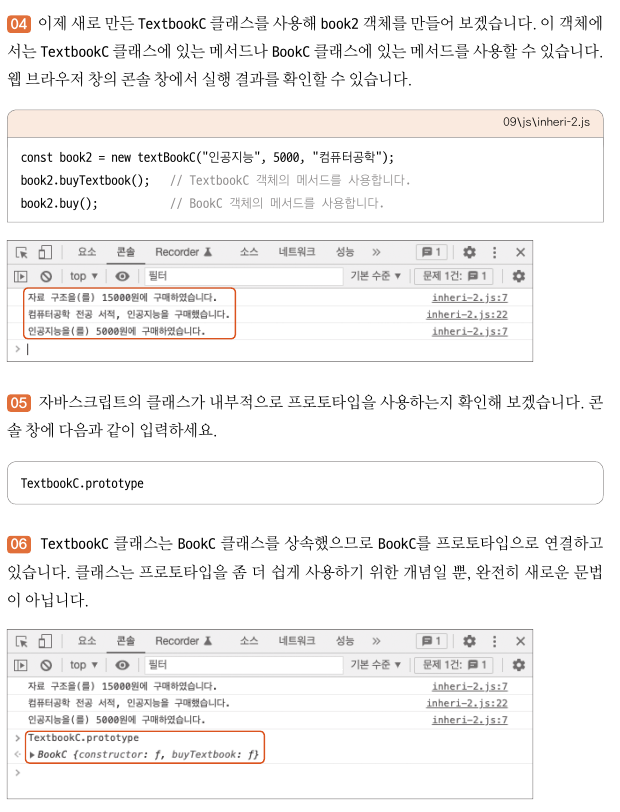 04 이제 새로 만든 TextbookC 클래스를 사용해 book2 객체를 만들어 보겠습니다. 이 객체에
서는 TextbookC 클래스에 있는 메서드나 BookC 클래스에 있는 메서드를 사용할 수 있습니다.
웹 브라우저 창의 콘솔 창에서 실행 결과를 확인할 수 있습니다.
09\js\inheri-2.js
const book2 = new textBookC("인공지능", 5000, "컴퓨터공학");
book2.buyTextbook(); // TextbookC 객체의 메서드를 사용합니다.
book2.buy(); // BookC 객체의 메서드를 사용합니다.
요소 콘솔 Recorder 소스 네트워크 성능 » 1
top ▼ 필터 기본 수준 ▼ 문제 1건: 1
자료 구조을(를) 15000원에 구매하였습니다. inheri-2.js:7
컴퓨터공학 전공 서적, 인공지능을 구매했습니다. inheri-2.js:22
인공지능을(를) 5000원에 구매하였습니다. inheri-2.js:7
>
05 자바스크립트의 클래스가 내부적으로 프로토타입을 사용하는지 확인해 보겠습니다. 콘
솔 창에 다음과 같이 입력하세요.
TextbookC.prototype
06 TextbookC 클래스는 BookC 클래스를 상속했으므로 BookC를 프로토타입으로 연결하고
있습니다. 클래스는 프로토타입을 좀 더 쉽게 사용하기 위한 개념일 뿐, 완전히 새로운 문법
이 아닙니다.
요소 콘솔 Recorder 소스 네트워크 성능 » 1
top ▼ 필터 기본 수준 ▼ 문제 1건: 1
자료 구조을(를) 15000원에 구매하였습니다. inheri-2.js:7
컴퓨터공학 전공 서적, 인공지능을 구매했습니다. inheri-2.js:22
인공지능을(를) 5000원에 구매하였습니다. inheri-2.js:7
> TextbookC.prototype
< ▶ BookC {constructor: ƒ, buyTextbook: ƒ}
>